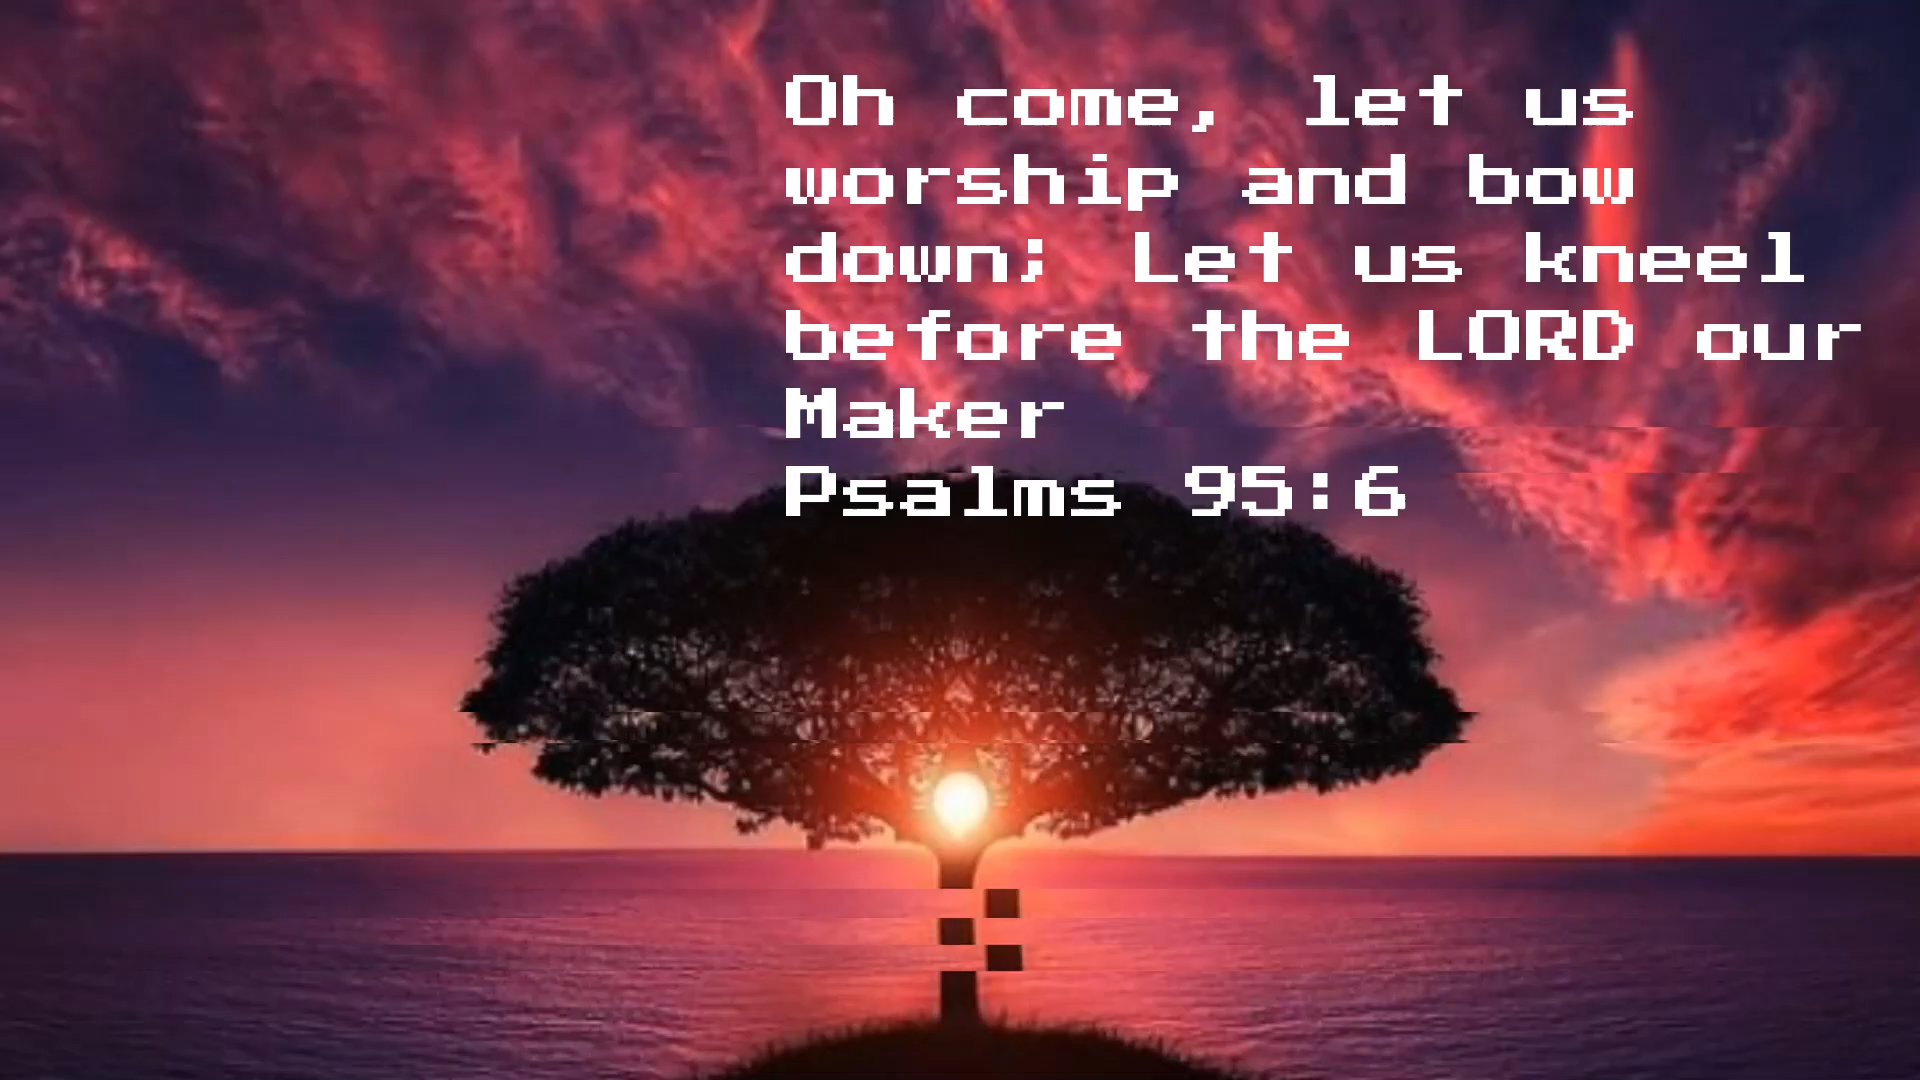 Oh come, let us
worship and bow
down; Let us kneel
before the LORD our
Maker
Psalms 95:6